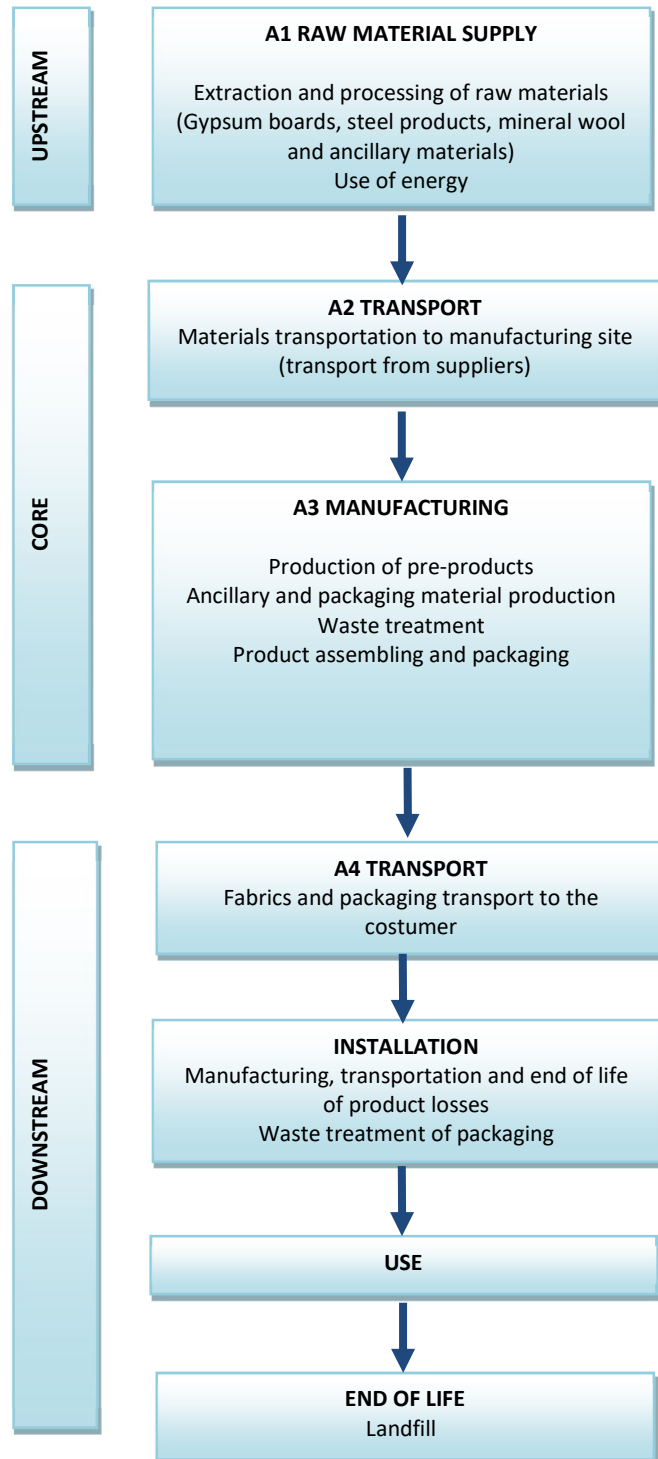 UPSTREAM
A1 RAW MATERIAL SUPPLY
Extraction and processing of raw materials
(Gypsum boards, steel products, mineral wool
and ancillary materials)
Use of energy
CORE
A2 TRANSPORT
Materials transportation to manufacturing site
(transport from suppliers)
A3 MANUFACTURING
Production of pre-products
Ancillary and packaging material production
Waste treatment
Product assembling and packaging
DOWNSTREAM
A4 TRANSPORT
Fabrics and packaging transport to the
costumer
INSTALLATION
Manufacturing, transportation and end of life
of product losses
Waste treatment of packaging
USE
END OF LIFE
Landfill